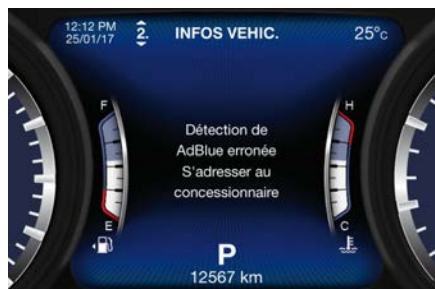 12:12 PM
25/01/17
2.
INFOS VEHIC.
25°c
F
H
Détection de
AdBlue erronée
S'adresser au
concessionnaire
E
C
P
12567 km